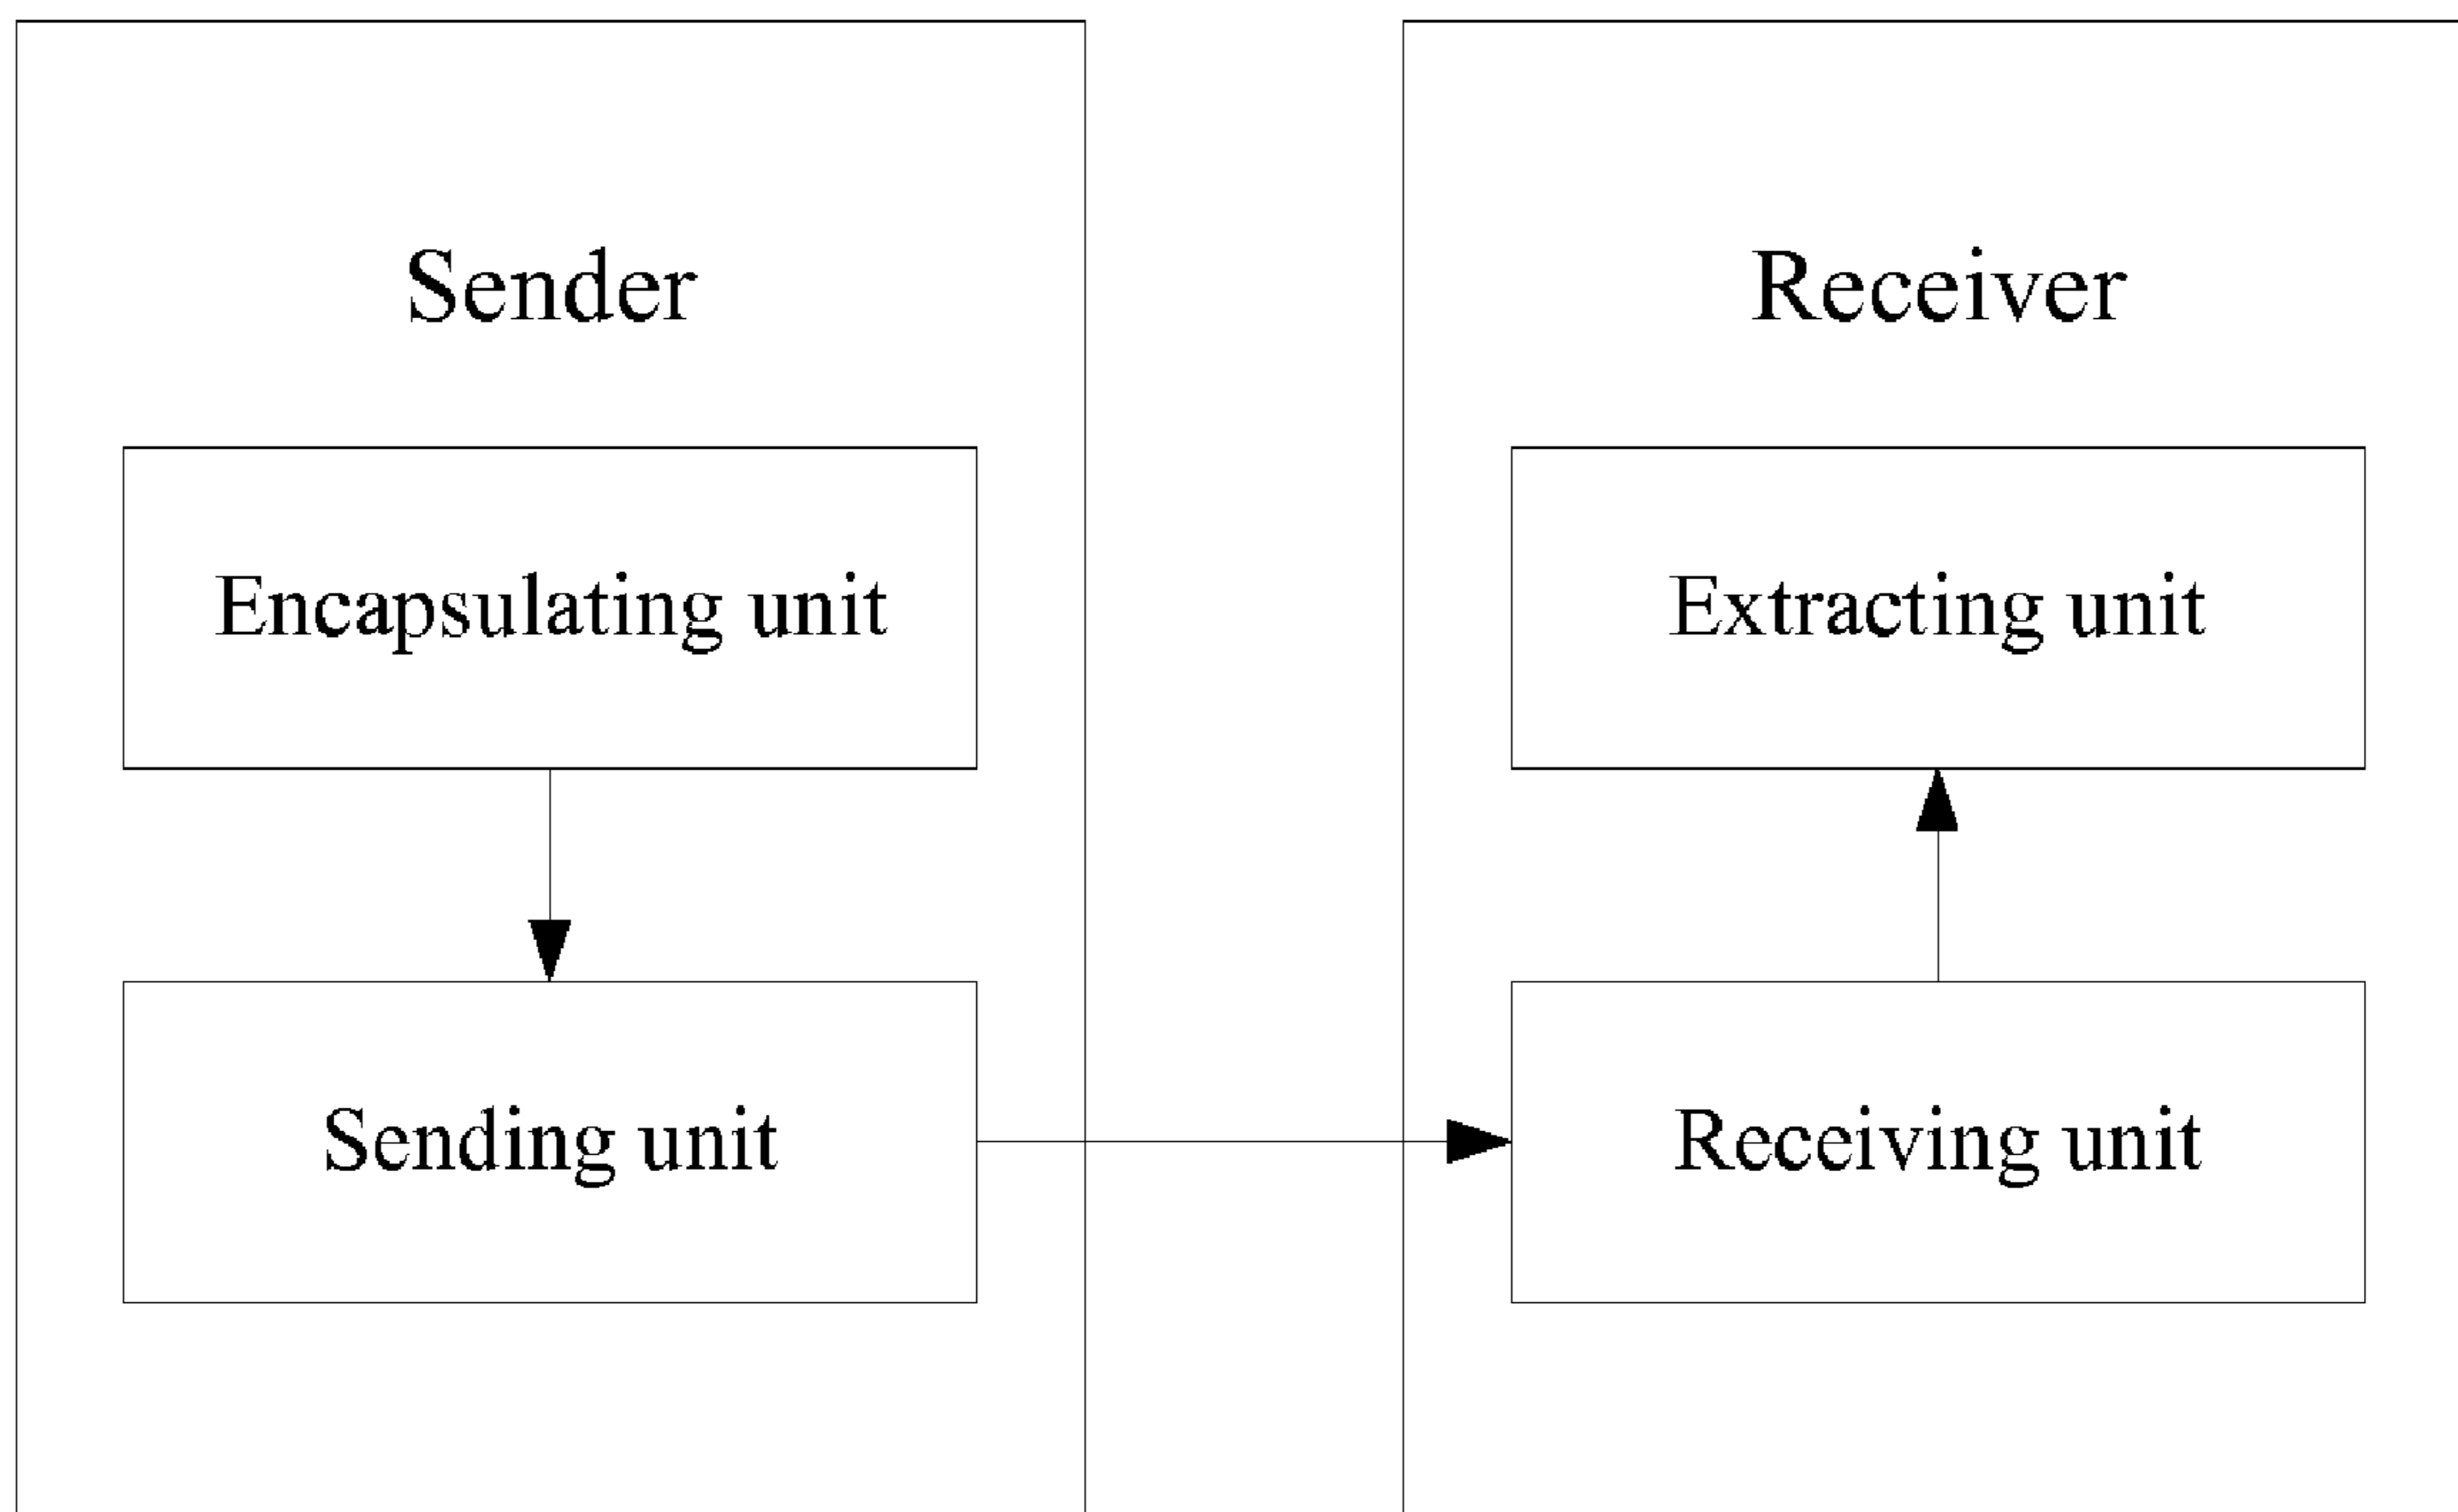 Sender
Encapsulating unit
Sending unit
Receiver
Extracting unit
Receiving unit